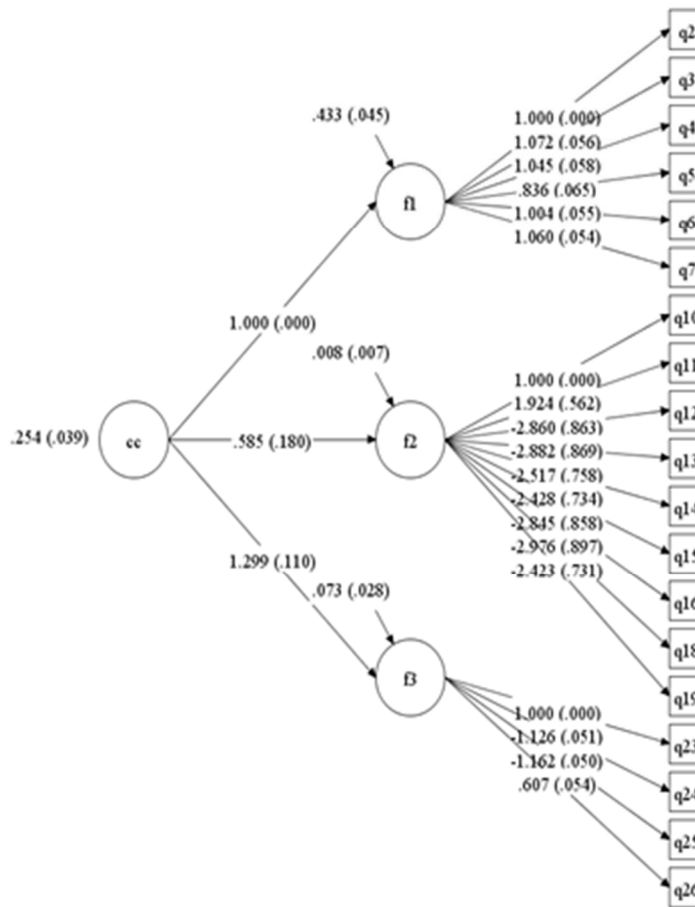 q2
q3
q4
q5
q6
q7
.433 (.045)
f1
1.000 (.000)
1.072 (.056)
1.045 (.058)
.836 (.065)
1.004 (.055)
1.060 (.054)
1.000 (.000)
q10
q11
q12
q13
q14
q15
q16
q18
q19
.008 (.007)
f2
1.000 (.000)
1.924 (.562)
-2.860 (.863)
-2.882 (.869)
-2.517 (.758)
-2.428 (.734)
-2.845 (.858)
-2.976 (.897)
-2.423 (.731)
.254 (.039)
cc
.585 (.180)
1.299 (.110)
.073 (.028)
f3
1.000 (.000)
-1.126 (.051)
-1.162 (.050)
.607 (.054)
q23
q24
q25
q26